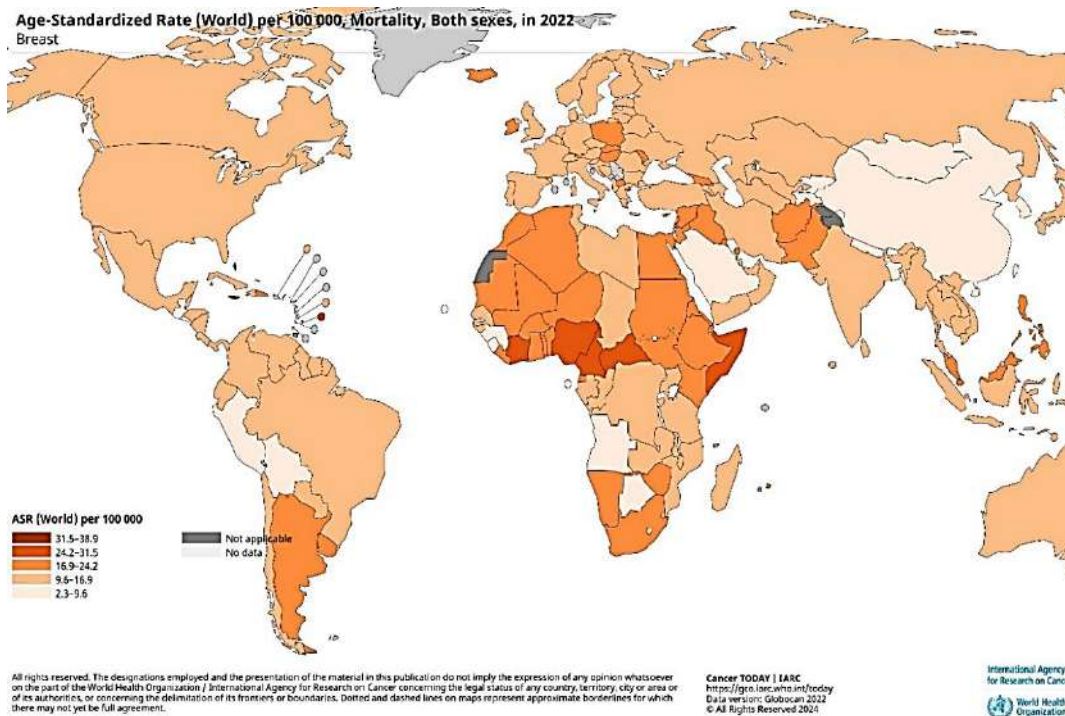 Age-Standardized Rate (World) per 100 000, Mortality, Both sexes, in 2022
Breast
ASR (World) per 100 000
31.5–38.9
24.2–31.5
16.9–24.2
9.6–16.9
2.3–9.6
Not applicable
No data
All rights reserved. The designations employed and the presentation of the material in this publication do not imply the expression of any opinion whatsoever
on the part of the World Health Organization / International Agency for Research on Cancer concerning the legal status of any country, territory, city or area or
of its authorities, or concerning the delimitation of its frontiers or boundaries. Dotted and dashed lines on maps represent approximate borderlines for which
there may not yet be full agreement.
Cancer TODAY | IARC
https://gco.iarc.who.int/today
Data version: Globocan 2022
© All Rights Reserved 2024
International Agency
for Research on Canc
World Health
Organization